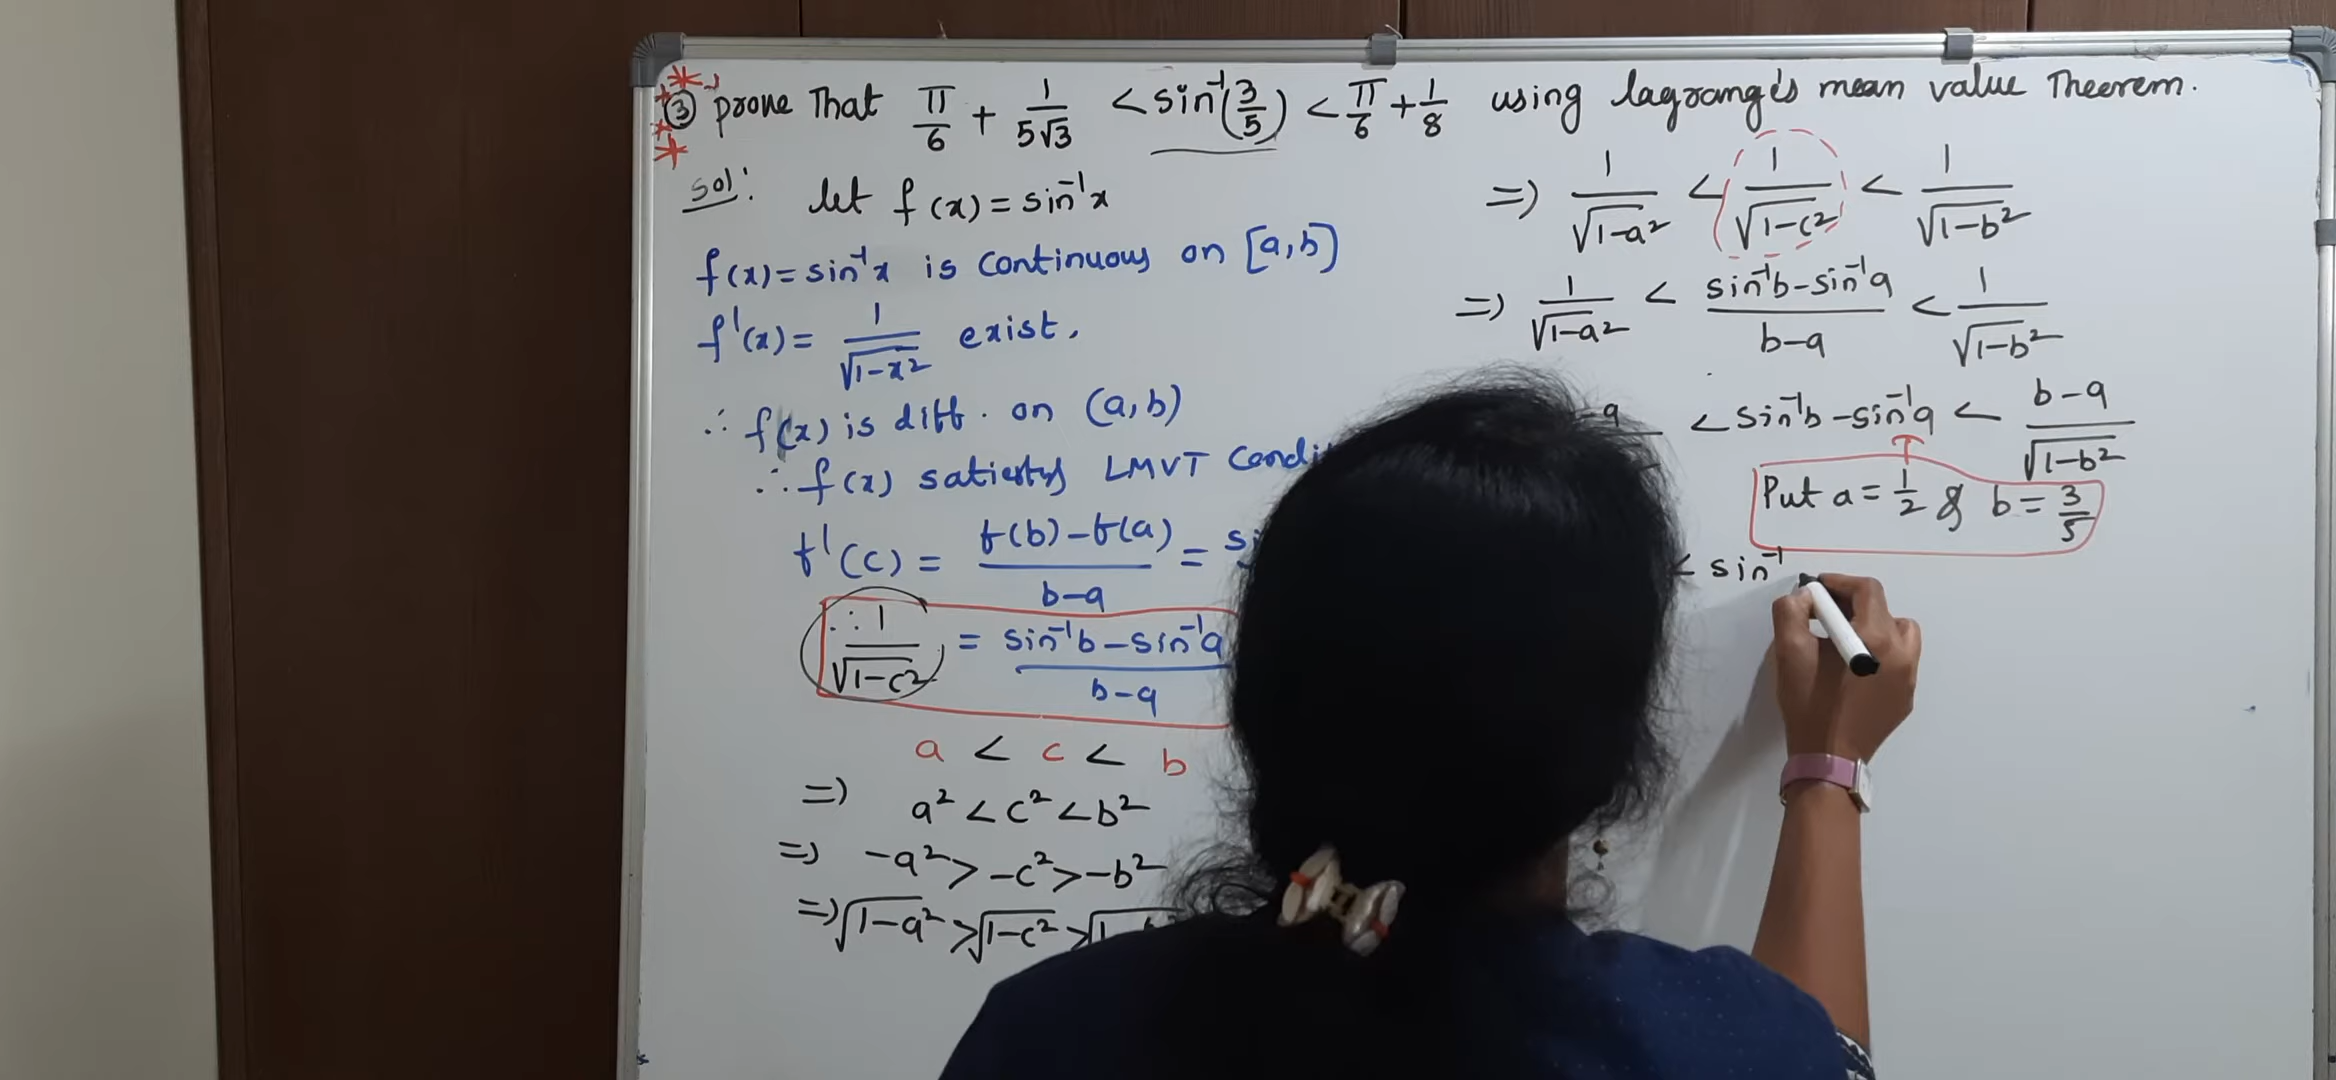 ③ prove That π/6 + 1/5√3 < sin⁻¹(3/5) < π/6 + 1/8 using lagrange's mean value Theorem.
sol: let f(x) = sin⁻¹x
f(x) = sin⁻¹x is continuous on [a,b]
f'(x) = 1/√1-x² exist.
∴ f(x) is diff. on (a,b)
∴ f(x) satisfys LMVT
f'(c) = f(b)-f(a)/b-a =
∴ 1/√1-c² = sin⁻¹b-sin⁻¹a/b-a
a < c < b
=) a² < c² < b²
=) -a² > -c² > -b²
=) √1-a² > √1-c² >
=) 1/√1-a² < 1/√1-c² < 1/√1-b²
=) 1/√1-a² < sin⁻¹b-sin⁻¹a/b-a < 1/√1-b²
< sin⁻¹b-sin⁻¹a < b-a/√1-b²
Put a = 1/2 & b = 3/5
< sin⁻¹